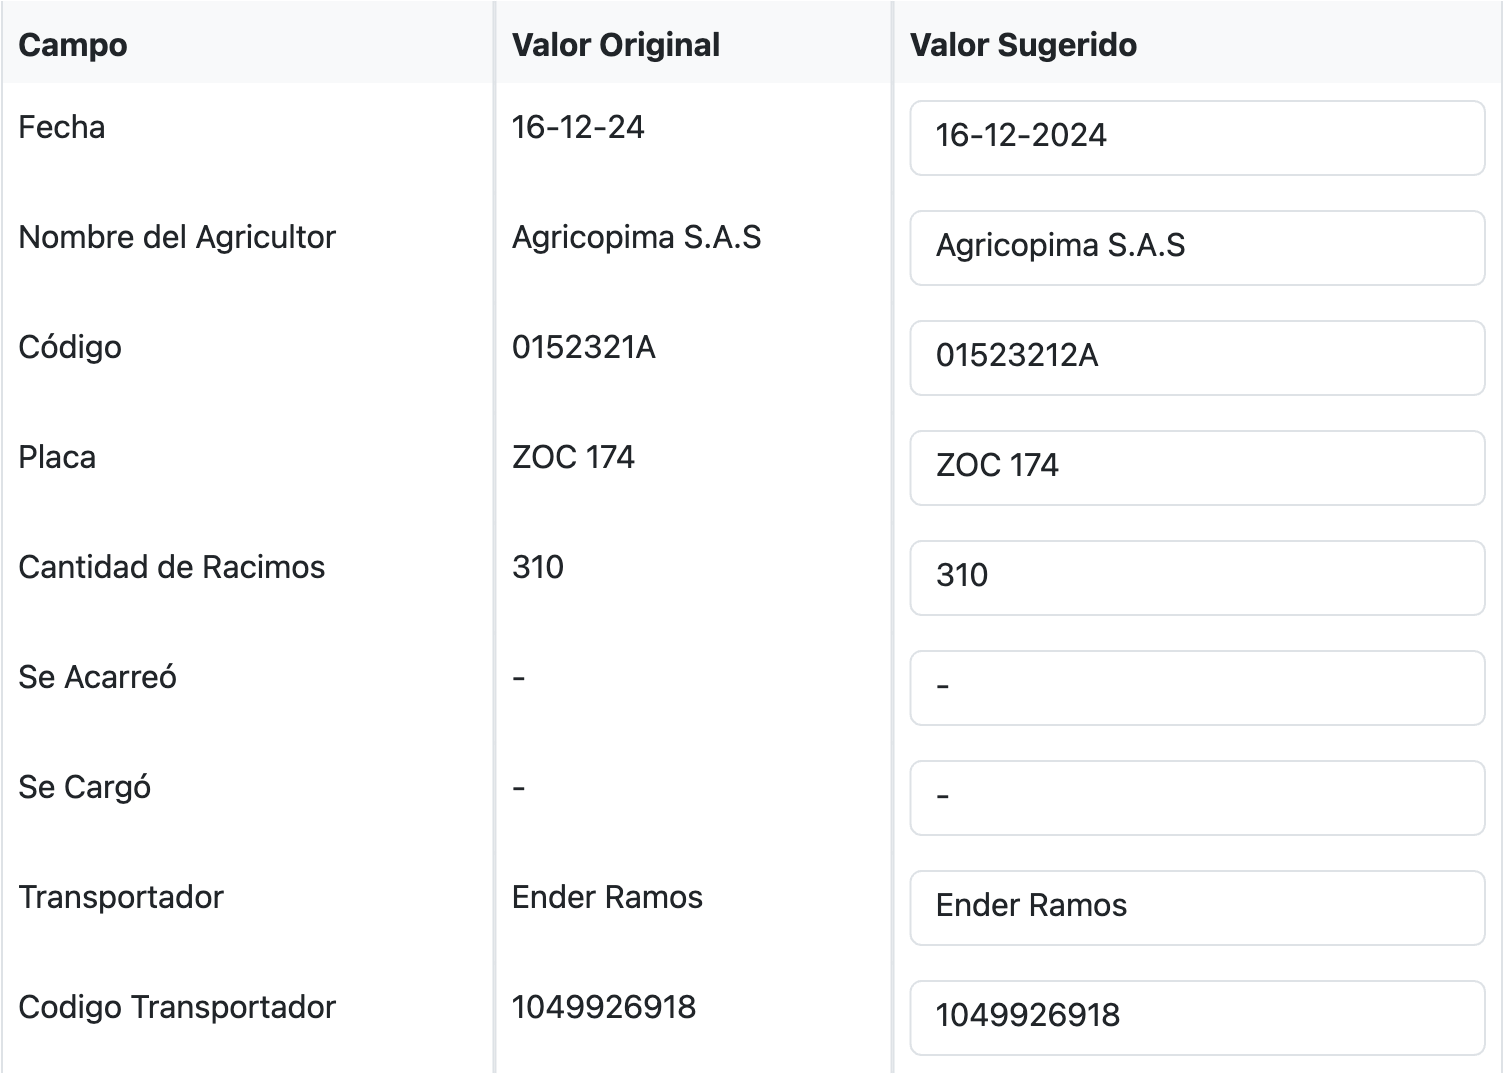 Campo Valor Original Valor Sugerido
Fecha 16-12-24 16-12-2024
Nombre del Agricultor Agricopima S.A.S Agricopima S.A.S
Código 0152321A 01523212A
Placa ZOC 174 ZOC 174
Cantidad de Racimos 310 310
Se Acarreó - -
Se Cargó - -
Transportador Ender Ramos Ender Ramos
Codigo Transportador 1049926918 1049926918